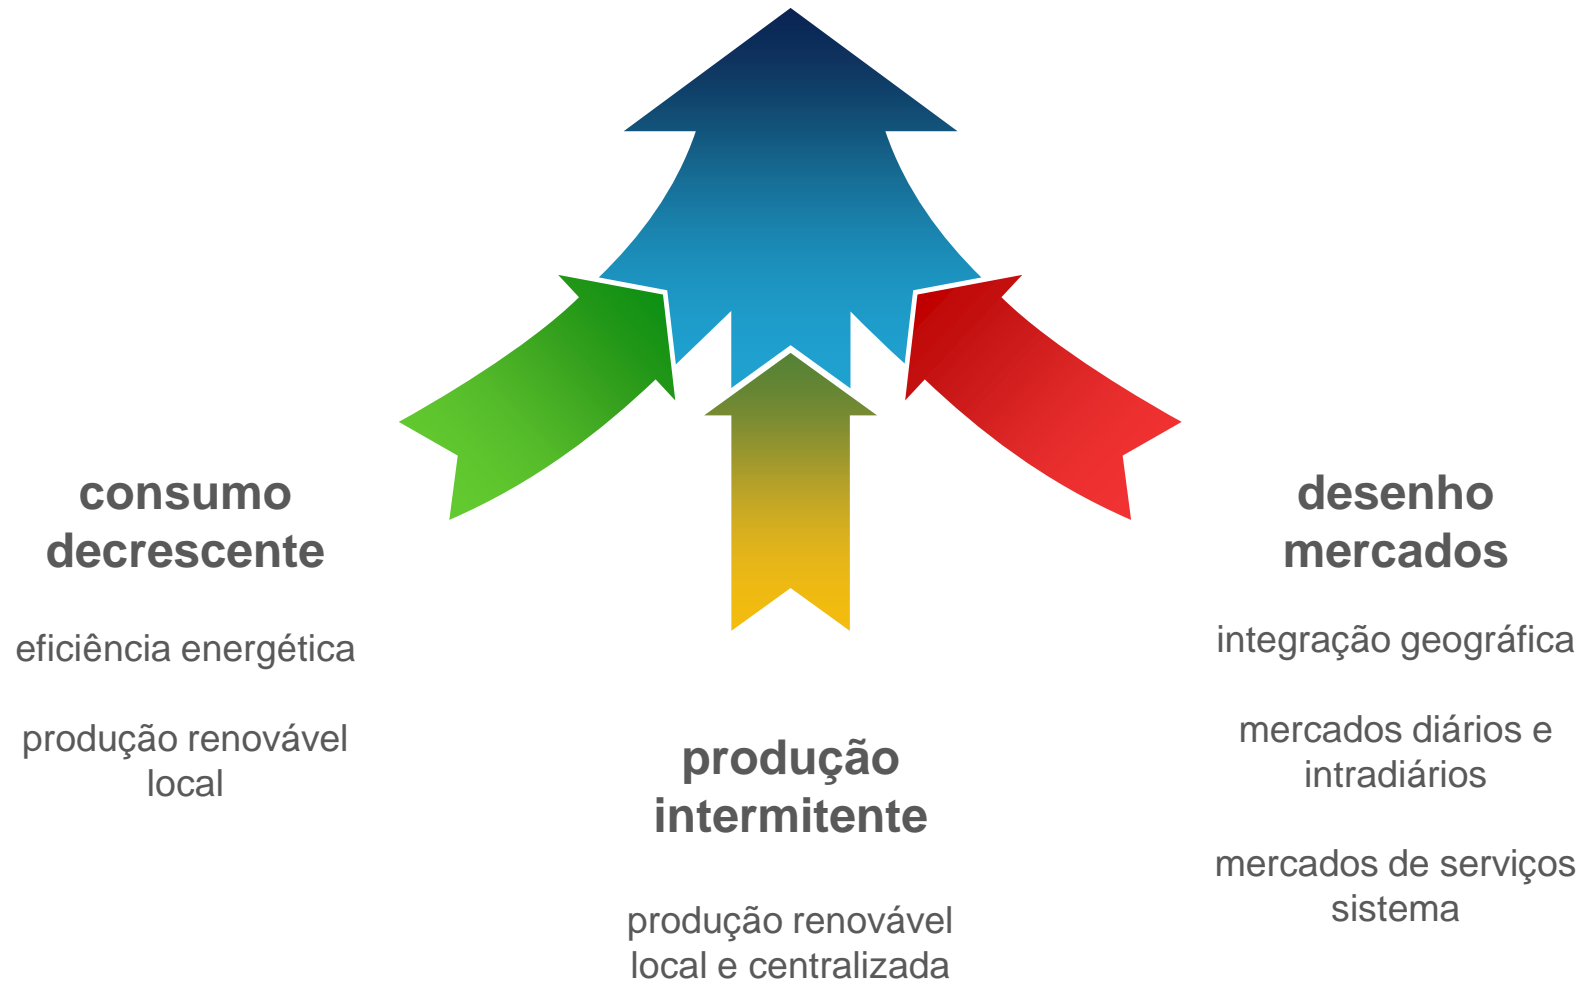 consumo
decrescente
eficiência energética
produção renovável
local
produção
intermitente
produção renovável
local e centralizada
desenho
mercados
integração geográfica
mercados diários e
intradiários
mercados de serviços
sistema